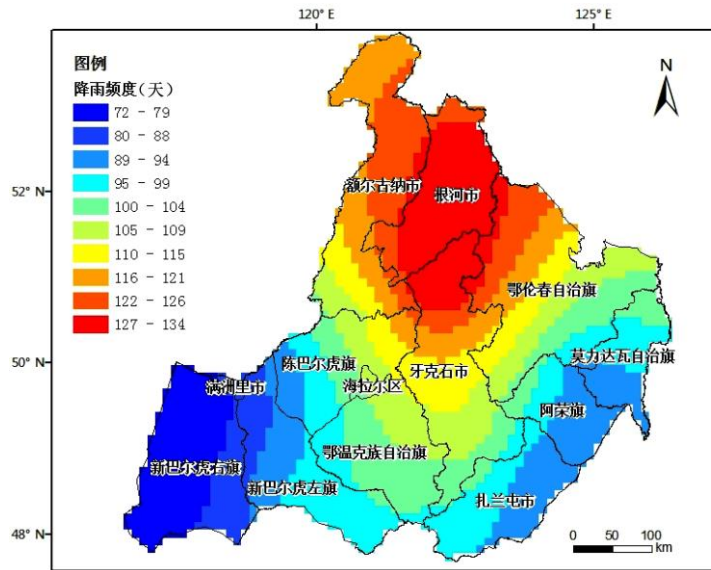 120° E
125° E
图例
降雨频度(天)
72 - 79
80 - 88
89 - 94
95 - 99
100 - 104
105 - 109
110 - 115
116 - 121
122 - 126
127 - 134
N
52° N
50° N
48° N
额尔古纳市
根河市
鄂伦春自治旗
莫力达瓦自治旗
陈巴尔虎旗
牙克石市
满洲里市
海拉尔区
阿荣旗
鄂温克族自治旗
新巴尔虎右旗
新巴尔虎左旗
扎兰屯市
0 50 100
km